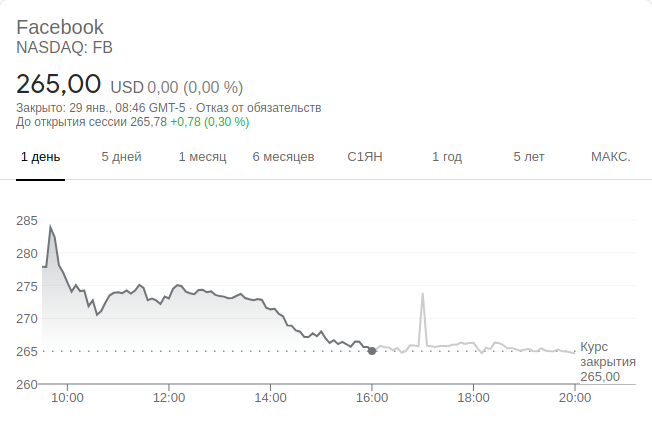 Facebook
NASDAQ: FB
265,00 USD 0,00 (0,00 %)
Закрыто: 29 янв., 08:46 GMT-5 · Отказ от обязательств
До открытия сессии 265,78 +0,78 (0,30 %)
1 день 5 дней 1 месяц 6 месяцев С1ЯН 1 год 5 лет МАКС.
285
280
275
270
265
260
Курс
закрытия
265,00
10:00 12:00 14:00 16:00 18:00 20:00